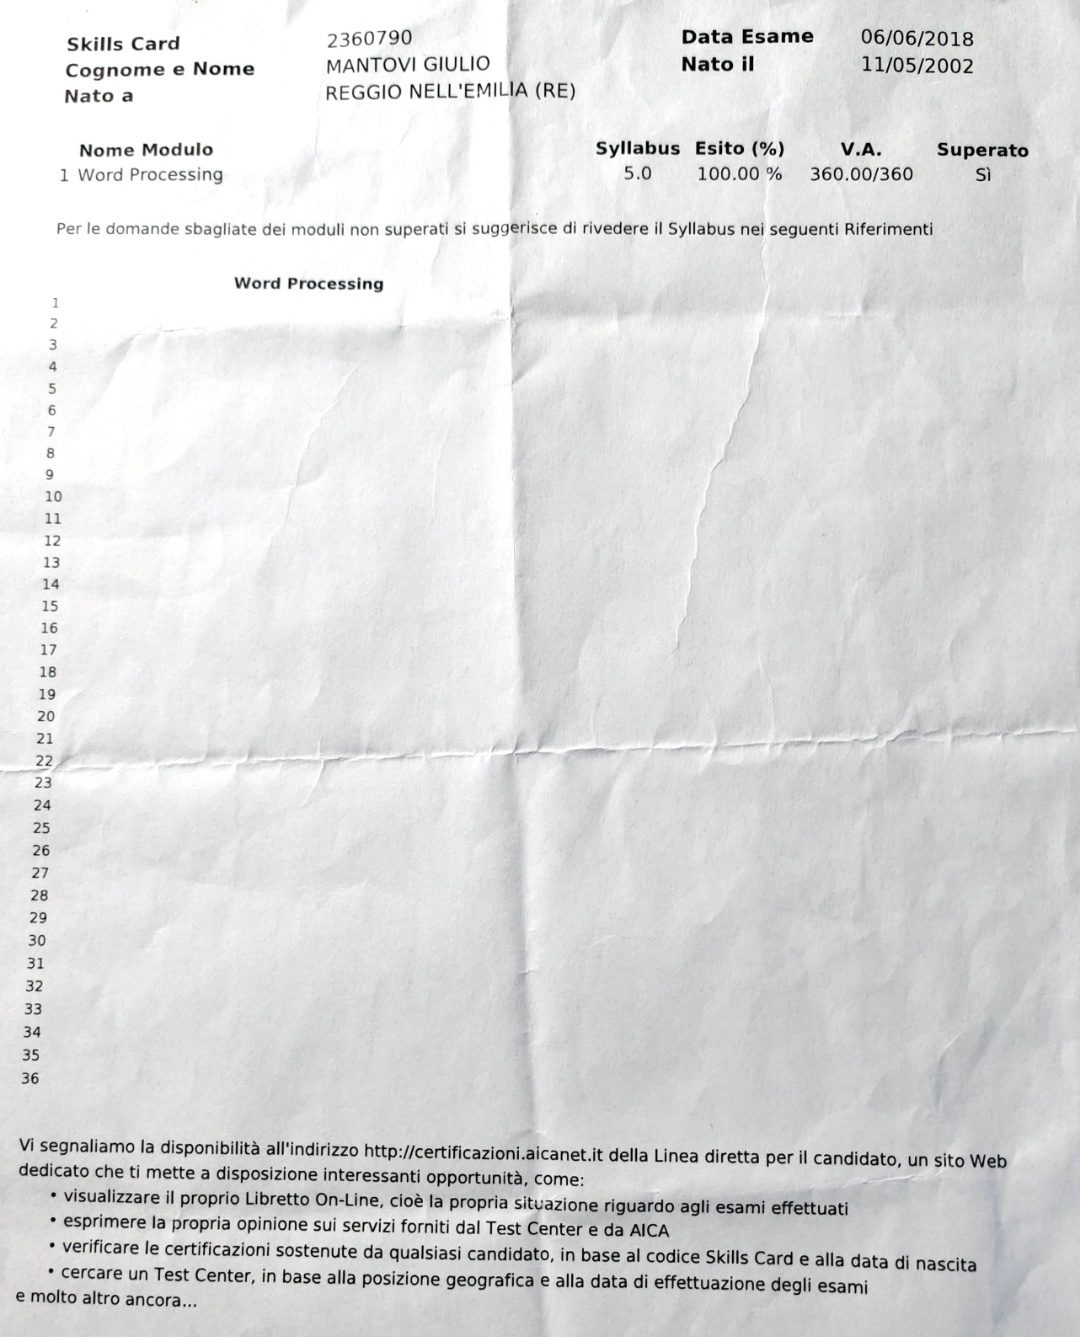 Skills Card 2360790 Data Esame 06/06/2018
Cognome e Nome MANTOVI GIULIO Nato il 11/05/2002
Nato a REGGIO NELL'EMILIA (RE)
Nome Modulo Syllabus Esito (%) V.A. Superato
1 Word Processing 5.0 100.00 % 360.00/360 Sì
Per le domande sbagliate dei moduli non superati si suggerisce di rivedere il Syllabus nei seguenti Riferimenti
Word Processing
1
2
3
4
5
6
7
8
9
10
11
12
13
14
15
16
17
18
19
20
21
22
23
24
25
26
27
28
29
30
31
32
33
34
35
36
Vi segnaliamo la disponibilità all'indirizzo http://certificazioni.aicanet.it della Linea diretta per il candidato, un sito Web
dedicato che ti mette a disposizione interessanti opportunità, come:
• visualizzare il proprio Libretto On-Line, cioè la propria situazione riguardo agli esami effettuati
• esprimere la propria opinione sui servizi forniti dal Test Center e da AICA
• verificare le certificazioni sostenute da qualsiasi candidato, in base al codice Skills Card e alla data di nascita
• cercare un Test Center, in base alla posizione geografica e alla data di effettuazione degli esami
e molto altro ancora...